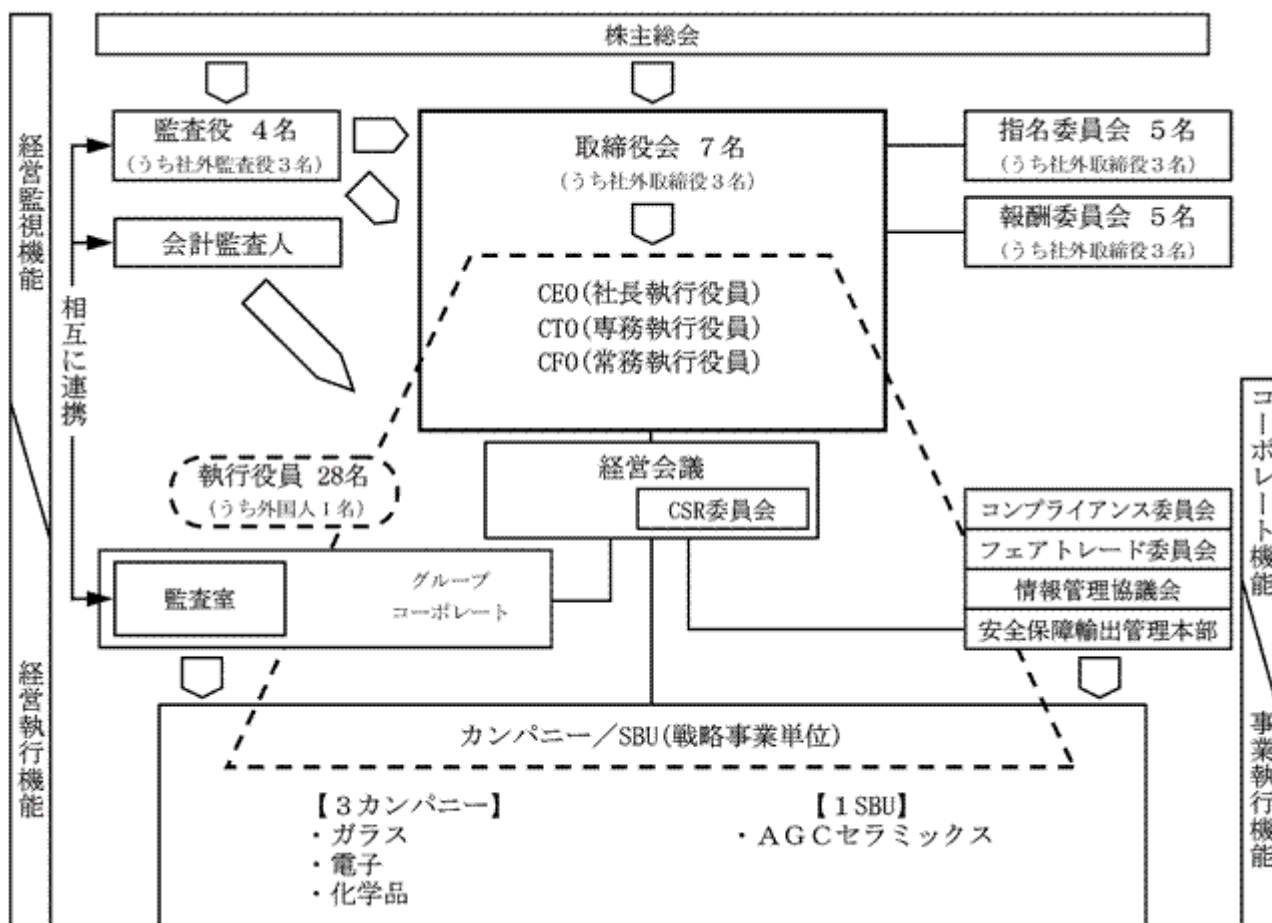 株主総会
経営監視機能
監査役 4名
(うち社外監査役3名)
取締役会 7名
(うち社外取締役3名)
指名委員会 5名
(うち社外取締役3名)
会計監査人
報酬委員会 5名
(うち社外取締役3名)
相互に連携
CEO(社長執行役員)
CTO(専務執行役員)
CFO(常務執行役員)
執行役員 28名
(うち外国人1名)
経営会議
CSR委員会
コンプライアンス委員会
フェアトレード委員会
情報管理協議会
安全保障輸出管理本部
コーポレート機能
監査室
グループ
コーポレート
経営執行機能
カンパニー/SBU(戦略事業単位)
【3カンパニー】
・ガラス
・電子
・化学品
【1SBU】
・AGCセラミックス
事業執行機能